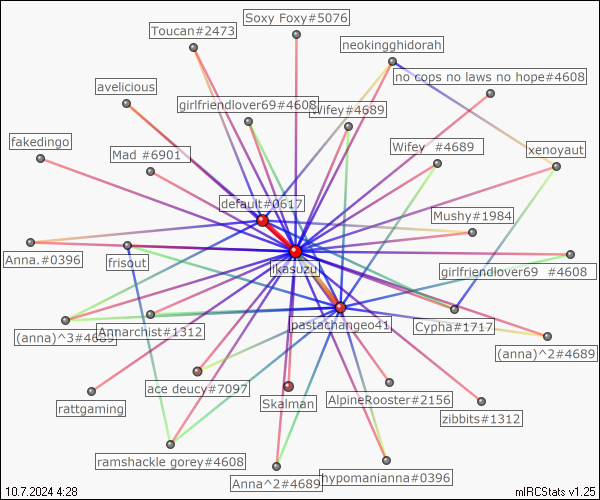 Soxy Foxy#5076
Toucan#2473
neokingghidorah
no cops no laws no hope#4608
avelicious
girlfriendlover69#4608
Wifey#4689
fakedingo
Mad #6901
Wifey #4689
xenoyaut
default#0617
Mushy#1984
Anna.#0396
frisout
ikasuzu
girlfriendlover69 #4608
(anna)^3#4689
Annarchist#1312
pastachangeo41
Cypha#1717
(anna)^2#4689
ace deucy#7097
rattgaming
Skalman
AlpineRooster#2156
zibbits#1312
ramshackle gorey#4608
Anna^2#4689
hypomanianna#0396
10.7.2024 4:28
mIRCStats v1.25